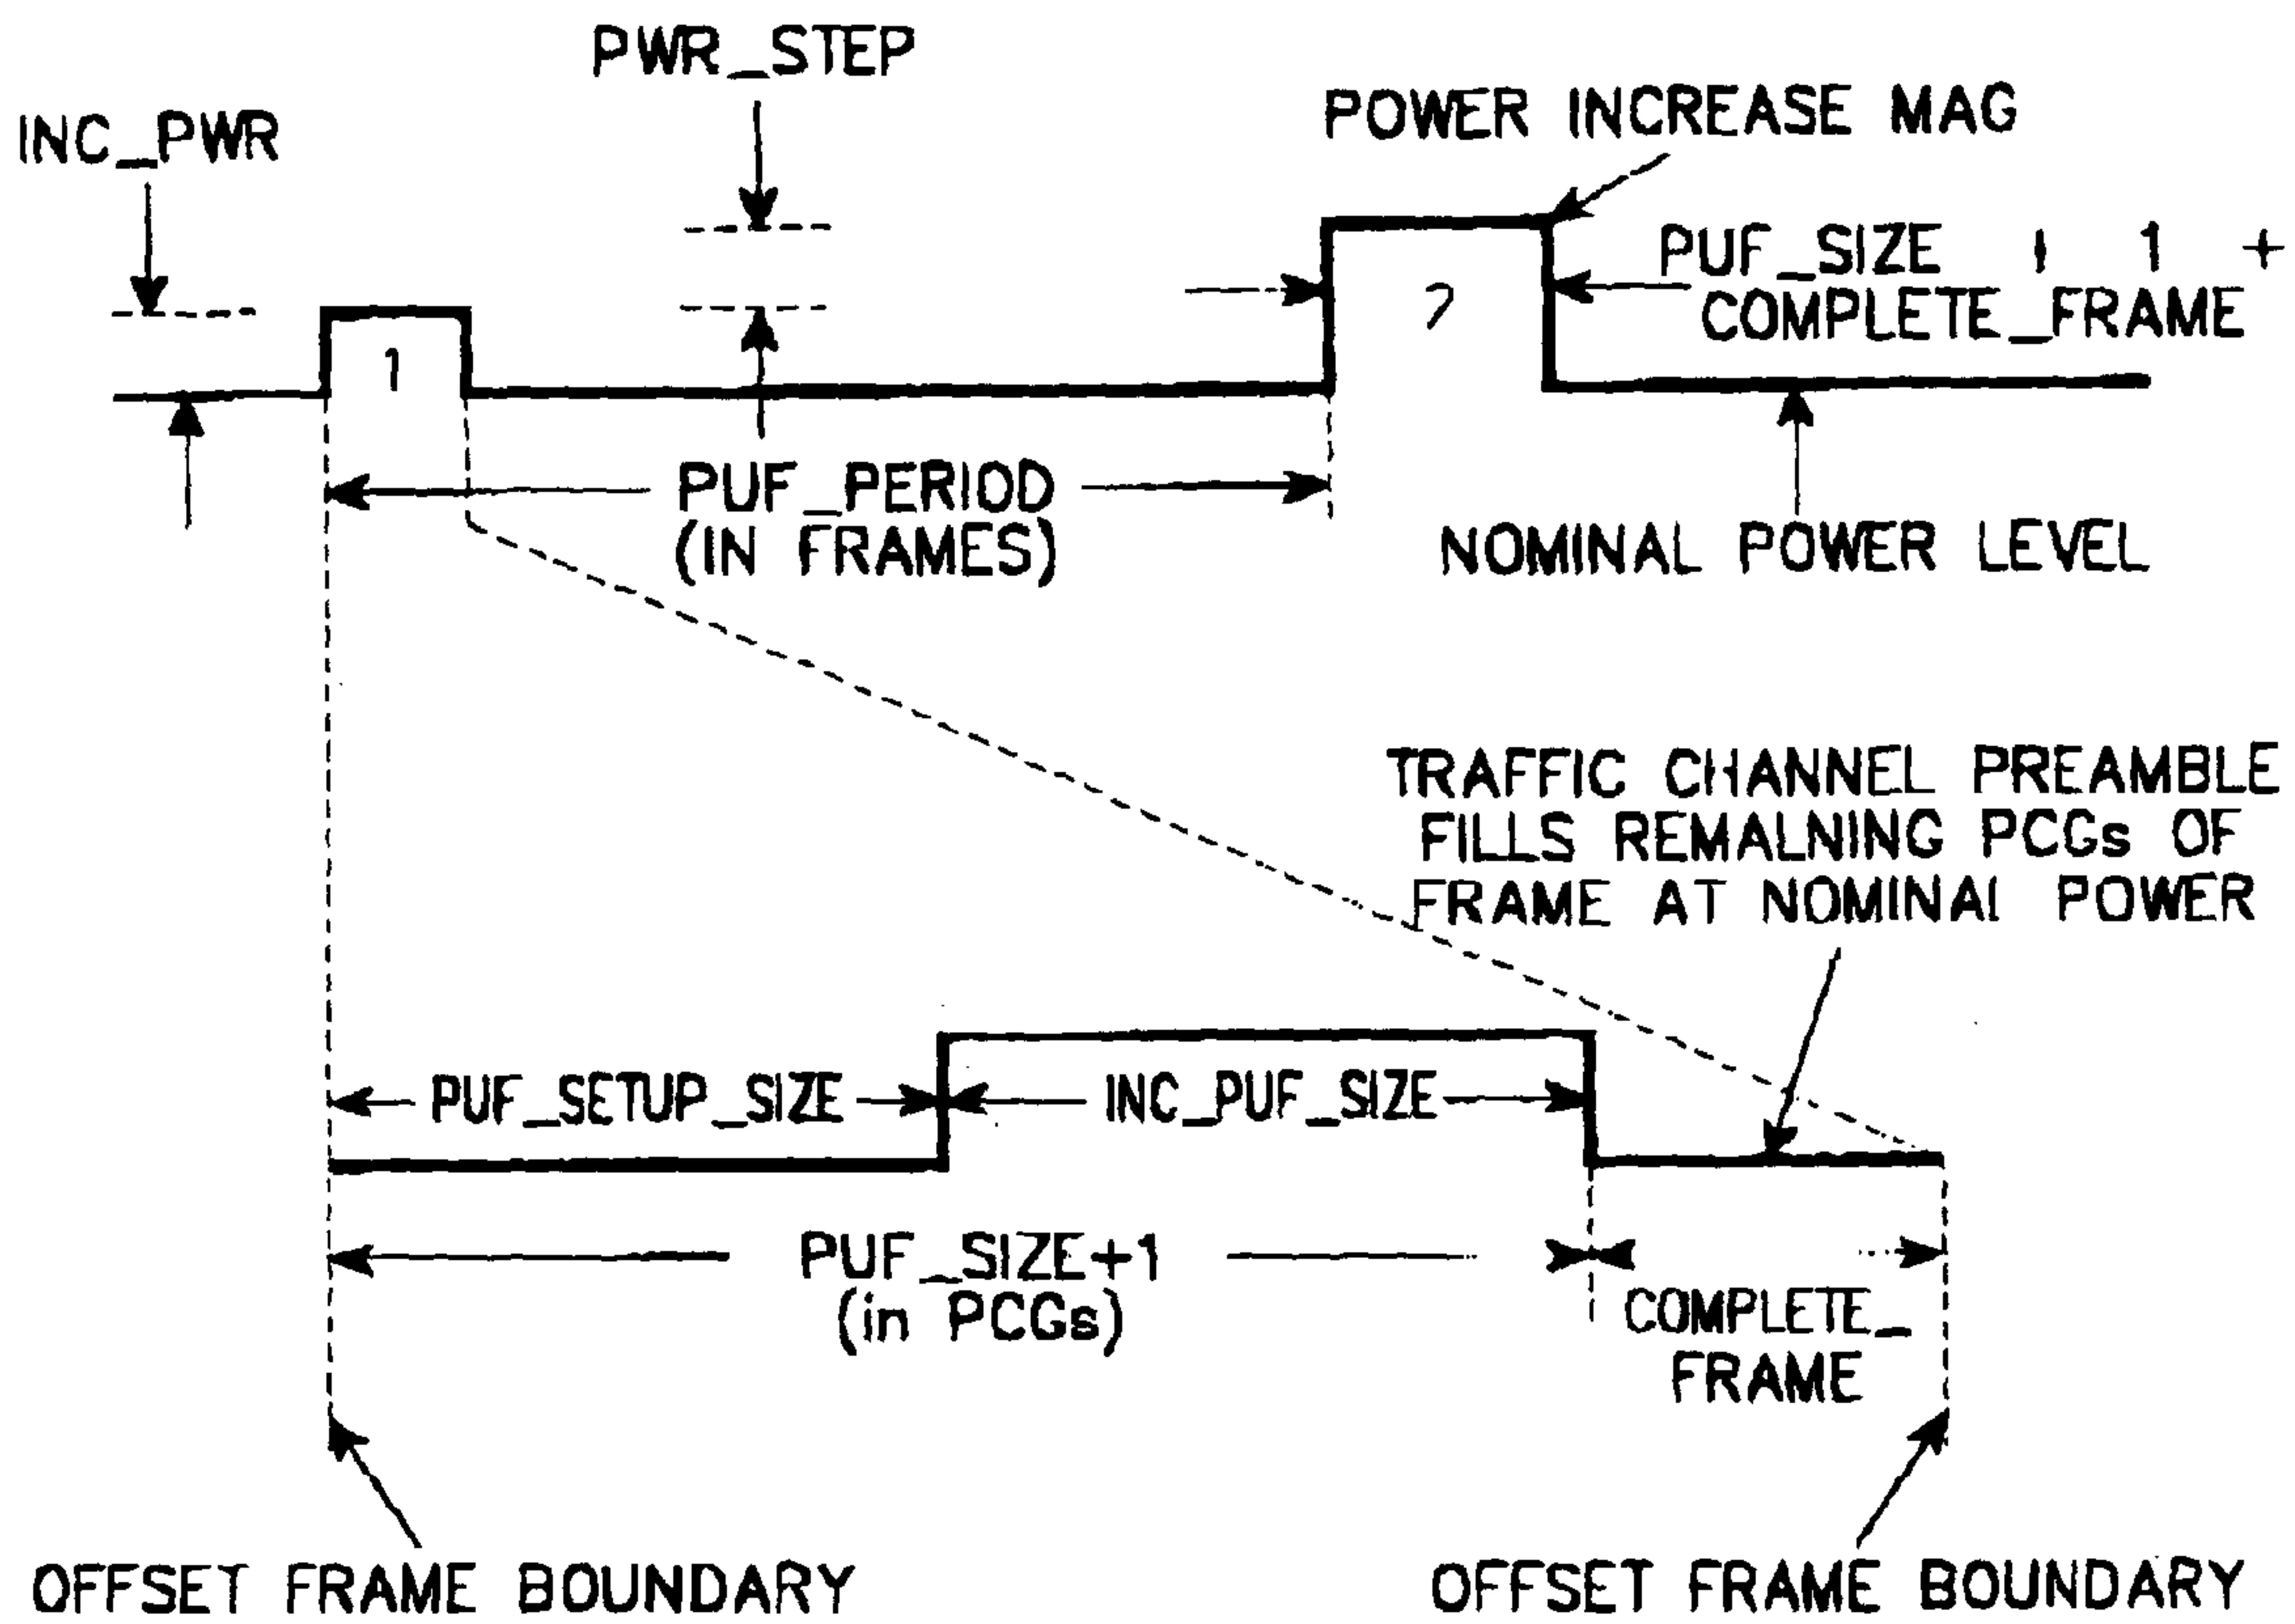 PWR_STEP
INC_PWR
POWER INCREASE MAG
PUF_SIZE + 1 +
COMPLETE_FRAME
1
2
PUF_PERIOD
(IN FRAMES)
NOMINAL POWER LEVEL
TRAFFIC CHANNEL PREAMBLE
FILLS REMALNING PCGs OF
FRAME AT NOMINAL POWER
PUF_SETUP_SIZE
INC_PUF_SIZE
PUF_SIZE+1
(in PCGs)
COMPLETE_
FRAME
OFFSET FRAME BOUNDARY
OFFSET FRAME BOUNDARY